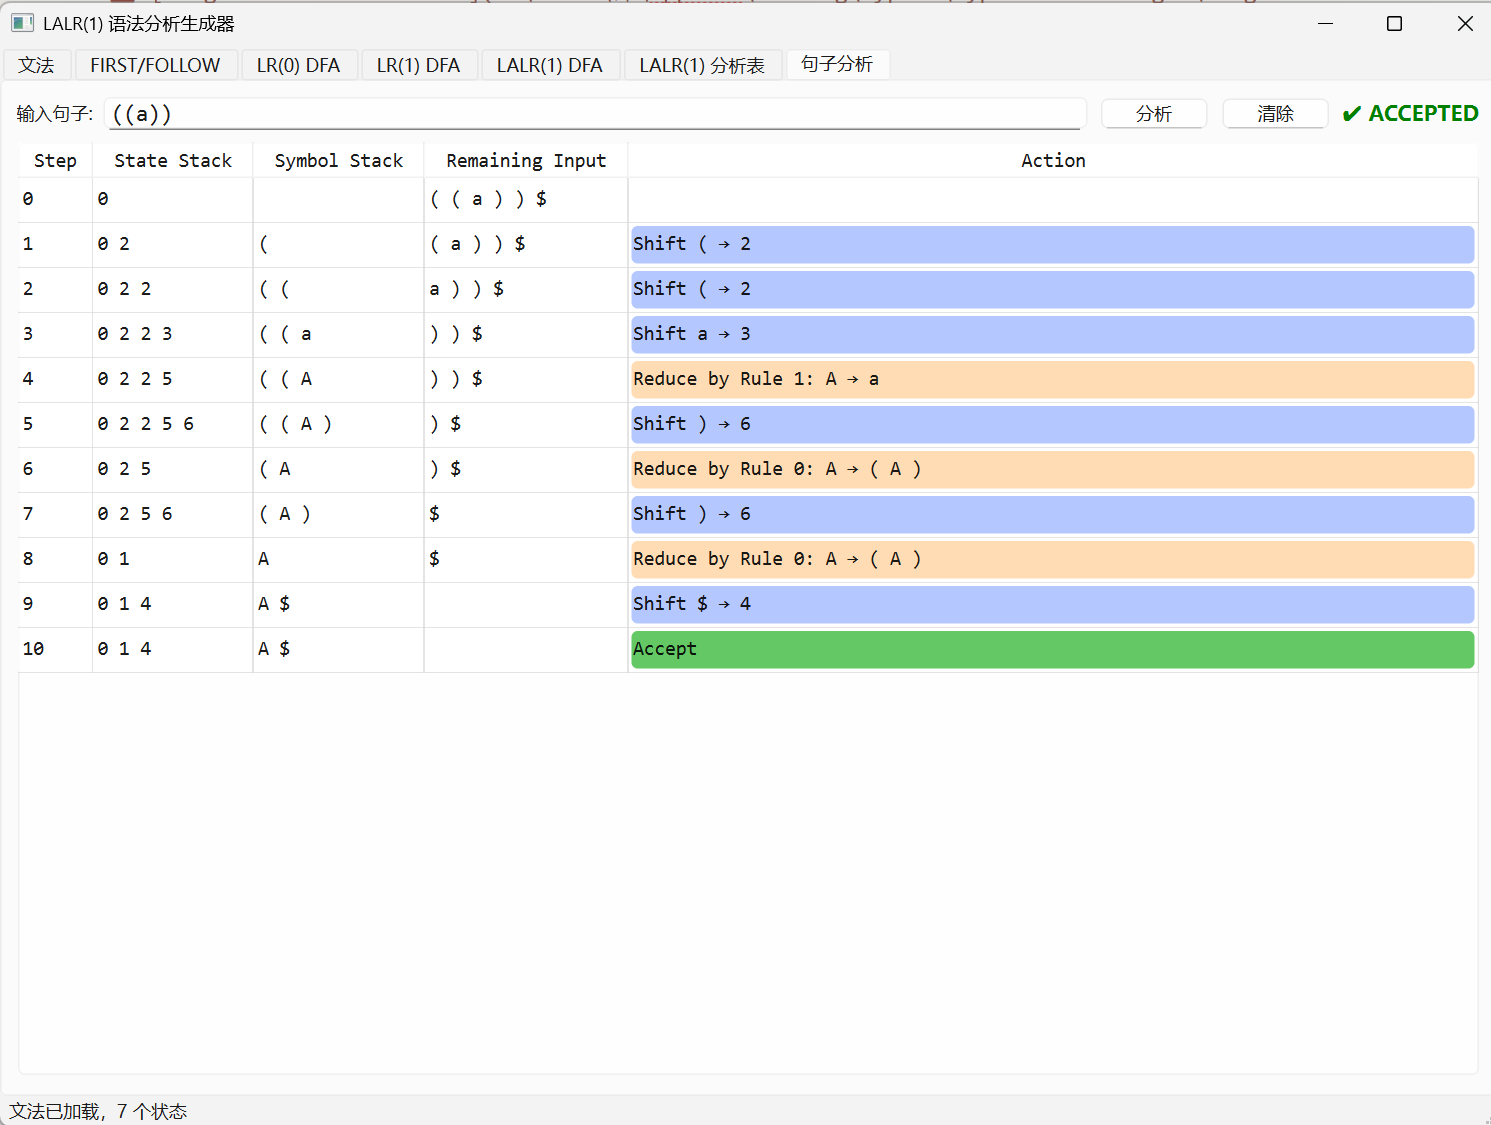 LALR(1) 语法分析生成器
文法 FIRST/FOLLOW LR(0) DFA LR(1) DFA LALR(1) DFA LALR(1) 分析表 句子分析
输入句子: ((a)) 分析 清除 ✔ ACCEPTED
Step State Stack Symbol Stack Remaining Input Action
0 0 ( ( a ) ) $
1 0 2 ( ( a ) ) $ Shift ( → 2
2 0 2 2 ( ( a ) ) $ Shift ( → 2
3 0 2 2 3 ( ( a ) ) $ Shift a → 3
4 0 2 2 5 ( ( A ) ) $ Reduce by Rule 1: A → a
5 0 2 2 5 6 ( ( A ) ) $ Shift ) → 6
6 0 2 5 ( A ) $ Reduce by Rule 0: A → ( A )
7 0 2 5 6 ( A ) $ Shift ) → 6
8 0 1 A $ Reduce by Rule 0: A → ( A )
9 0 1 4 A $ Shift $ → 4
10 0 1 4 A $ Accept
文法已加载，7 个状态